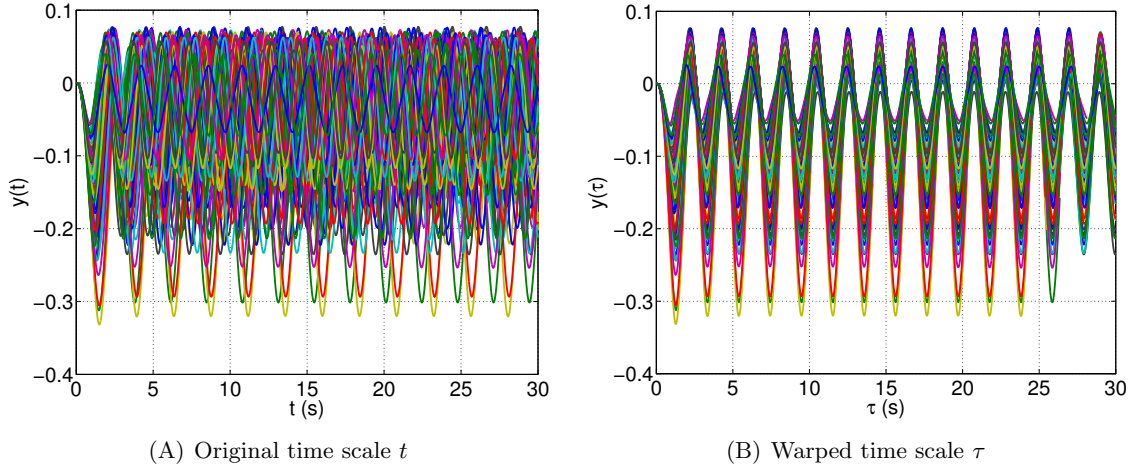 0.1
0
−0.1
−0.2
−0.3
−0.4
y(t)
0 5 10 15 20 25 30
t (s)
(A) Original time scale t
0.1
0
−0.1
−0.2
−0.3
−0.4
y(τ)
0 5 10 15 20 25 30
τ (s)
(B) Warped time scale τ